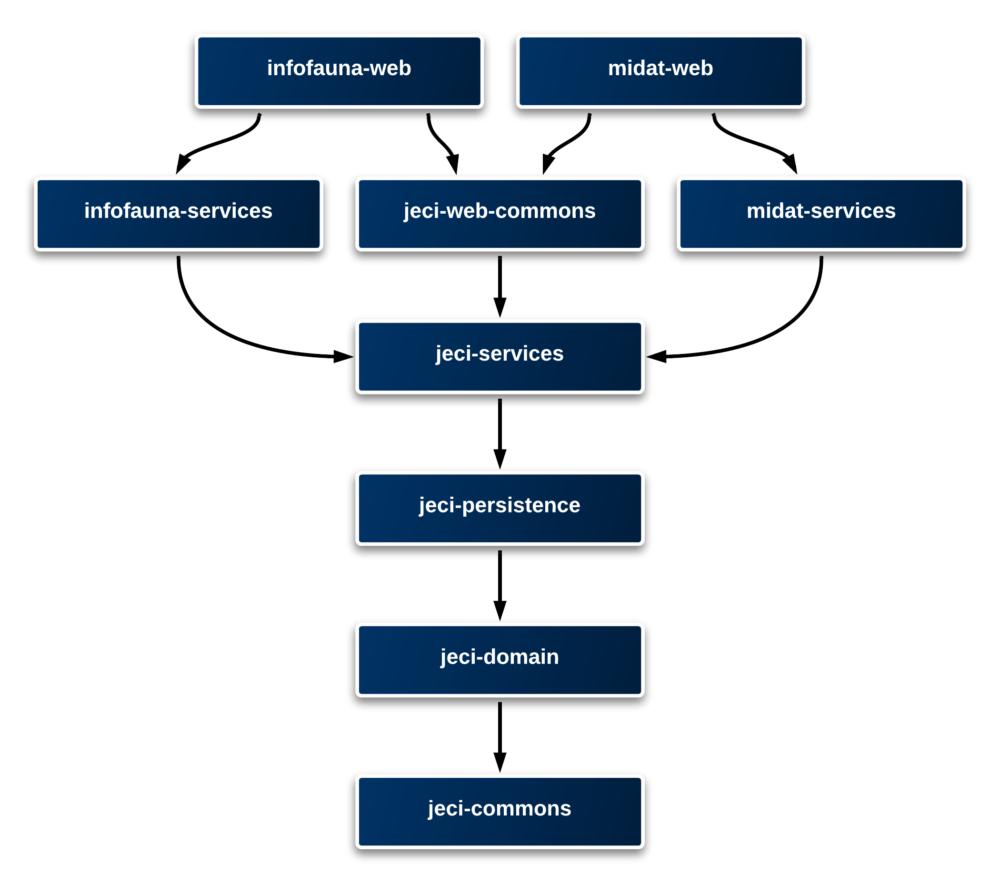 infofauna-web
midat-web
infofauna-services
jeci-web-commons
midat-services
jeci-services
jeci-persistence
jeci-domain
jeci-commons